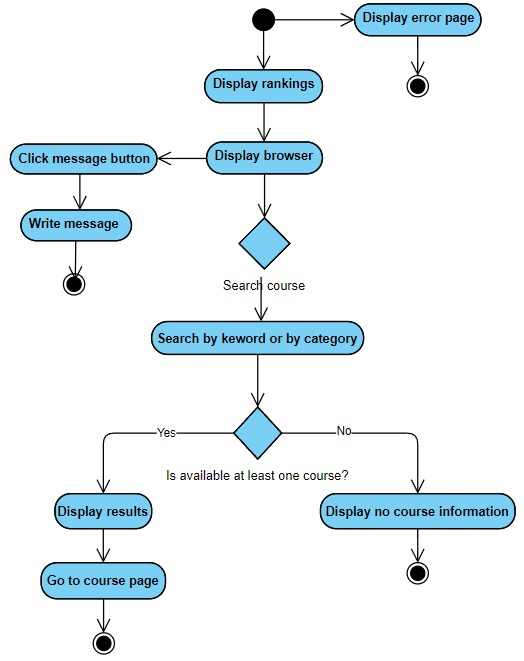 Display error page
Display rankings
Click message button
Display browser
Write message
Search course
Search by keword or by category
Yes
No
Is available at least one course?
Display results
Display no course information
Go to course page